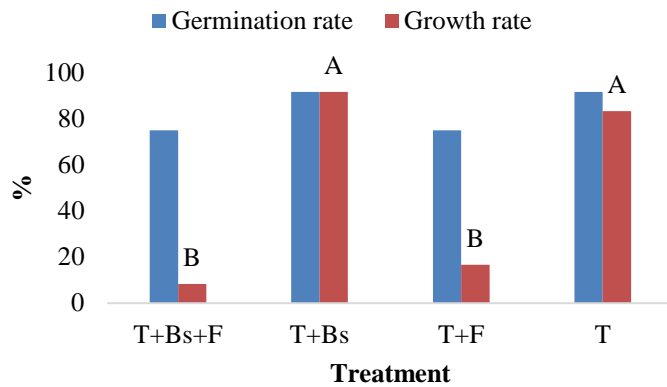 Germination rate Growth rate
100
80
60
40
20
0
%
B
A
B
A
T+Bs+F T+Bs T+F T
Treatment